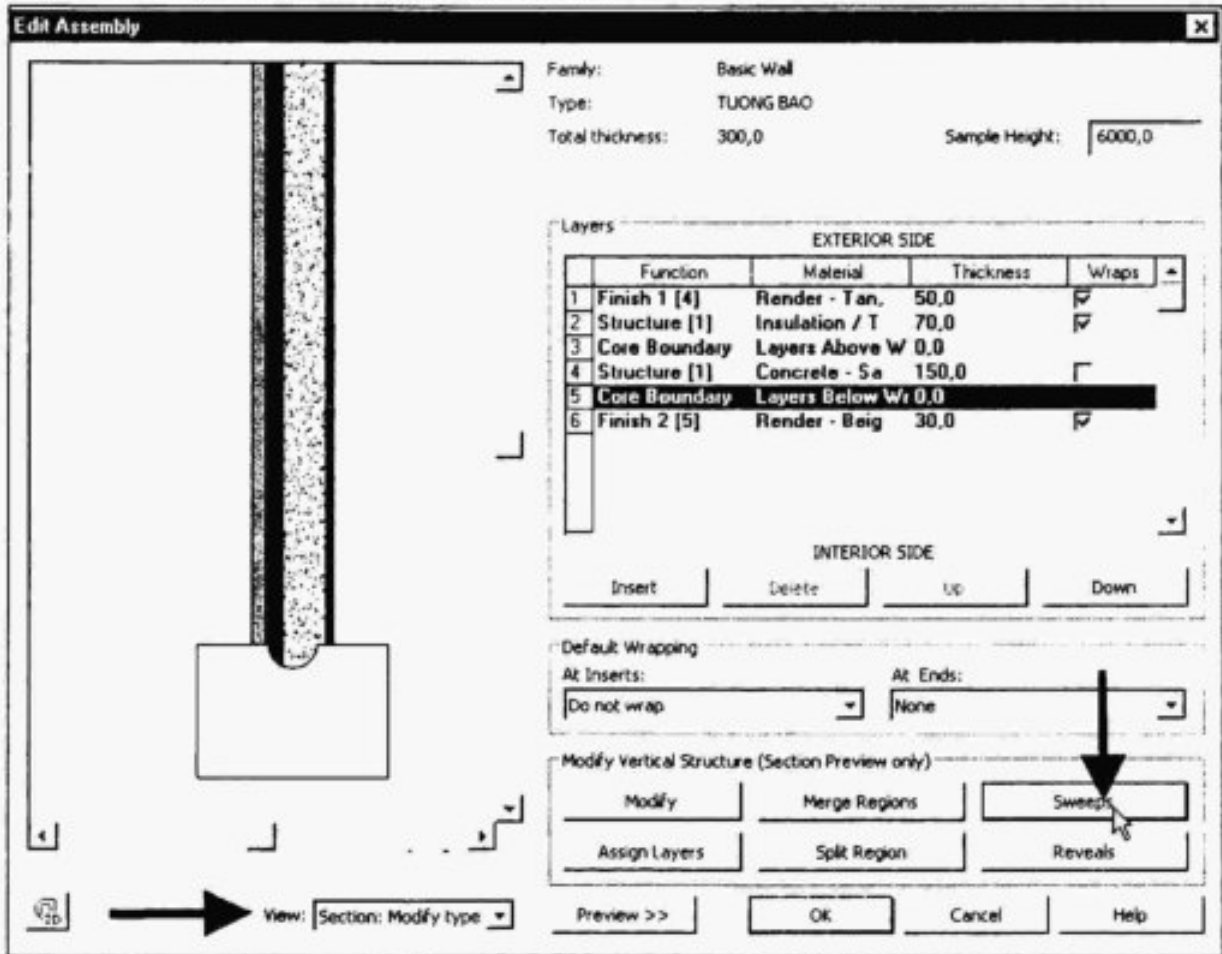 Edit Assembly
Family: Basic Wall
Type: TUONG BAO
Total thickness: 300,0 Sample Height: 6000,0
Layers
EXTERIOR SIDE
Function Material Thickness Wraps
1 Finish 1 [4] Render - Tan, 50,0
2 Structure [1] Insulation / T 70,0
3 Core Boundary Layers Above W 0,0
4 Structure [1] Concrete - Sa 150,0
5 Core Boundary Layers Below Wr 0,0
6 Finish 2 [5] Render - Beig 30,0
INTERIOR SIDE
Insert Delete Up Down
Default Wrapping
At Inserts: At Ends:
Do not wrap None
Modify Vertical Structure (Section Preview only)
Modify Merge Regions Sweeps
Assign Layers Split Region Reveals
View: Section: Modify type Preview >> OK Cancel Help